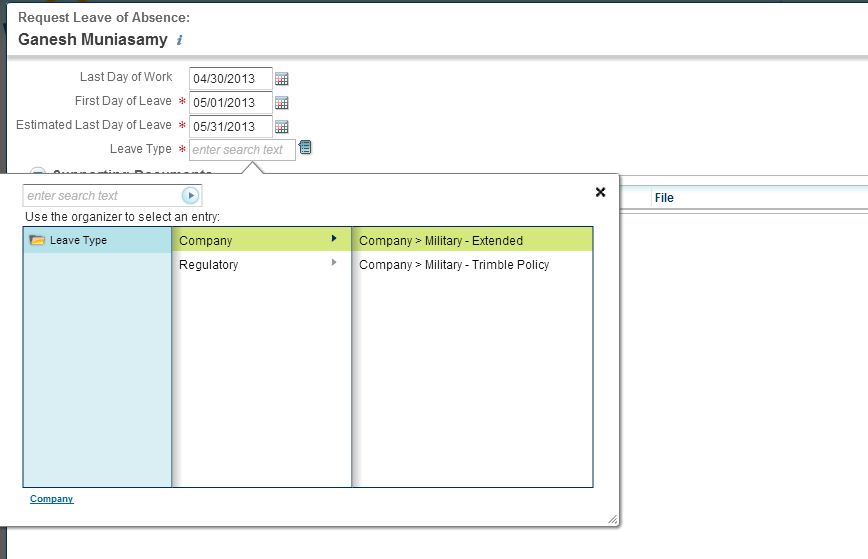 Request Leave of Absence:
Ganesh Muniasamy i
Last Day of Work 04/30/2013
First Day of Leave * 05/01/2013
Estimated Last Day of Leave * 05/31/2013
Leave Type * enter search text
Supporting Documents
File
enter search text
Use the organizer to select an entry:
Leave Type Company Company > Military - Extended
Regulatory Company > Military - Trimble Policy
Company